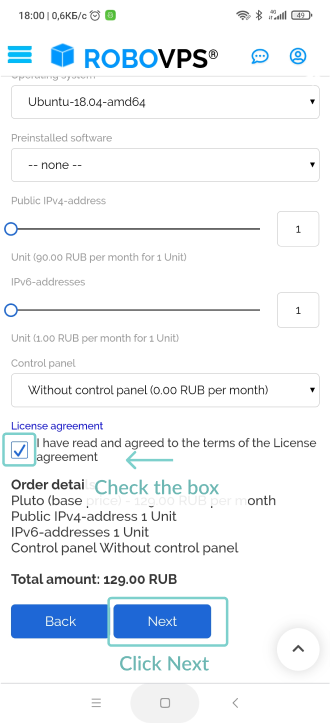 18:00 | 0,6КБ/с
4G
49
ROBOVPS®
Operating system
Ubuntu-18.04-amd64
Preinstalled software
-- none --
Public IPv4-address
1
Unit (90.00 RUB per month for 1 Unit)
IPv6-addresses
1
Unit (1.00 RUB per month for 1 Unit)
Control panel
Without control panel (0.00 RUB per month)
License agreement
I have read and agreed to the terms of the License
agreement
Order details
Check the box
Pluto (base price) - 129.00 RUB per month
Public IPv4-address 1 Unit
IPv6-addresses 1 Unit
Control panel Without control panel
Total amount: 129.00 RUB
Back
Next
Click Next